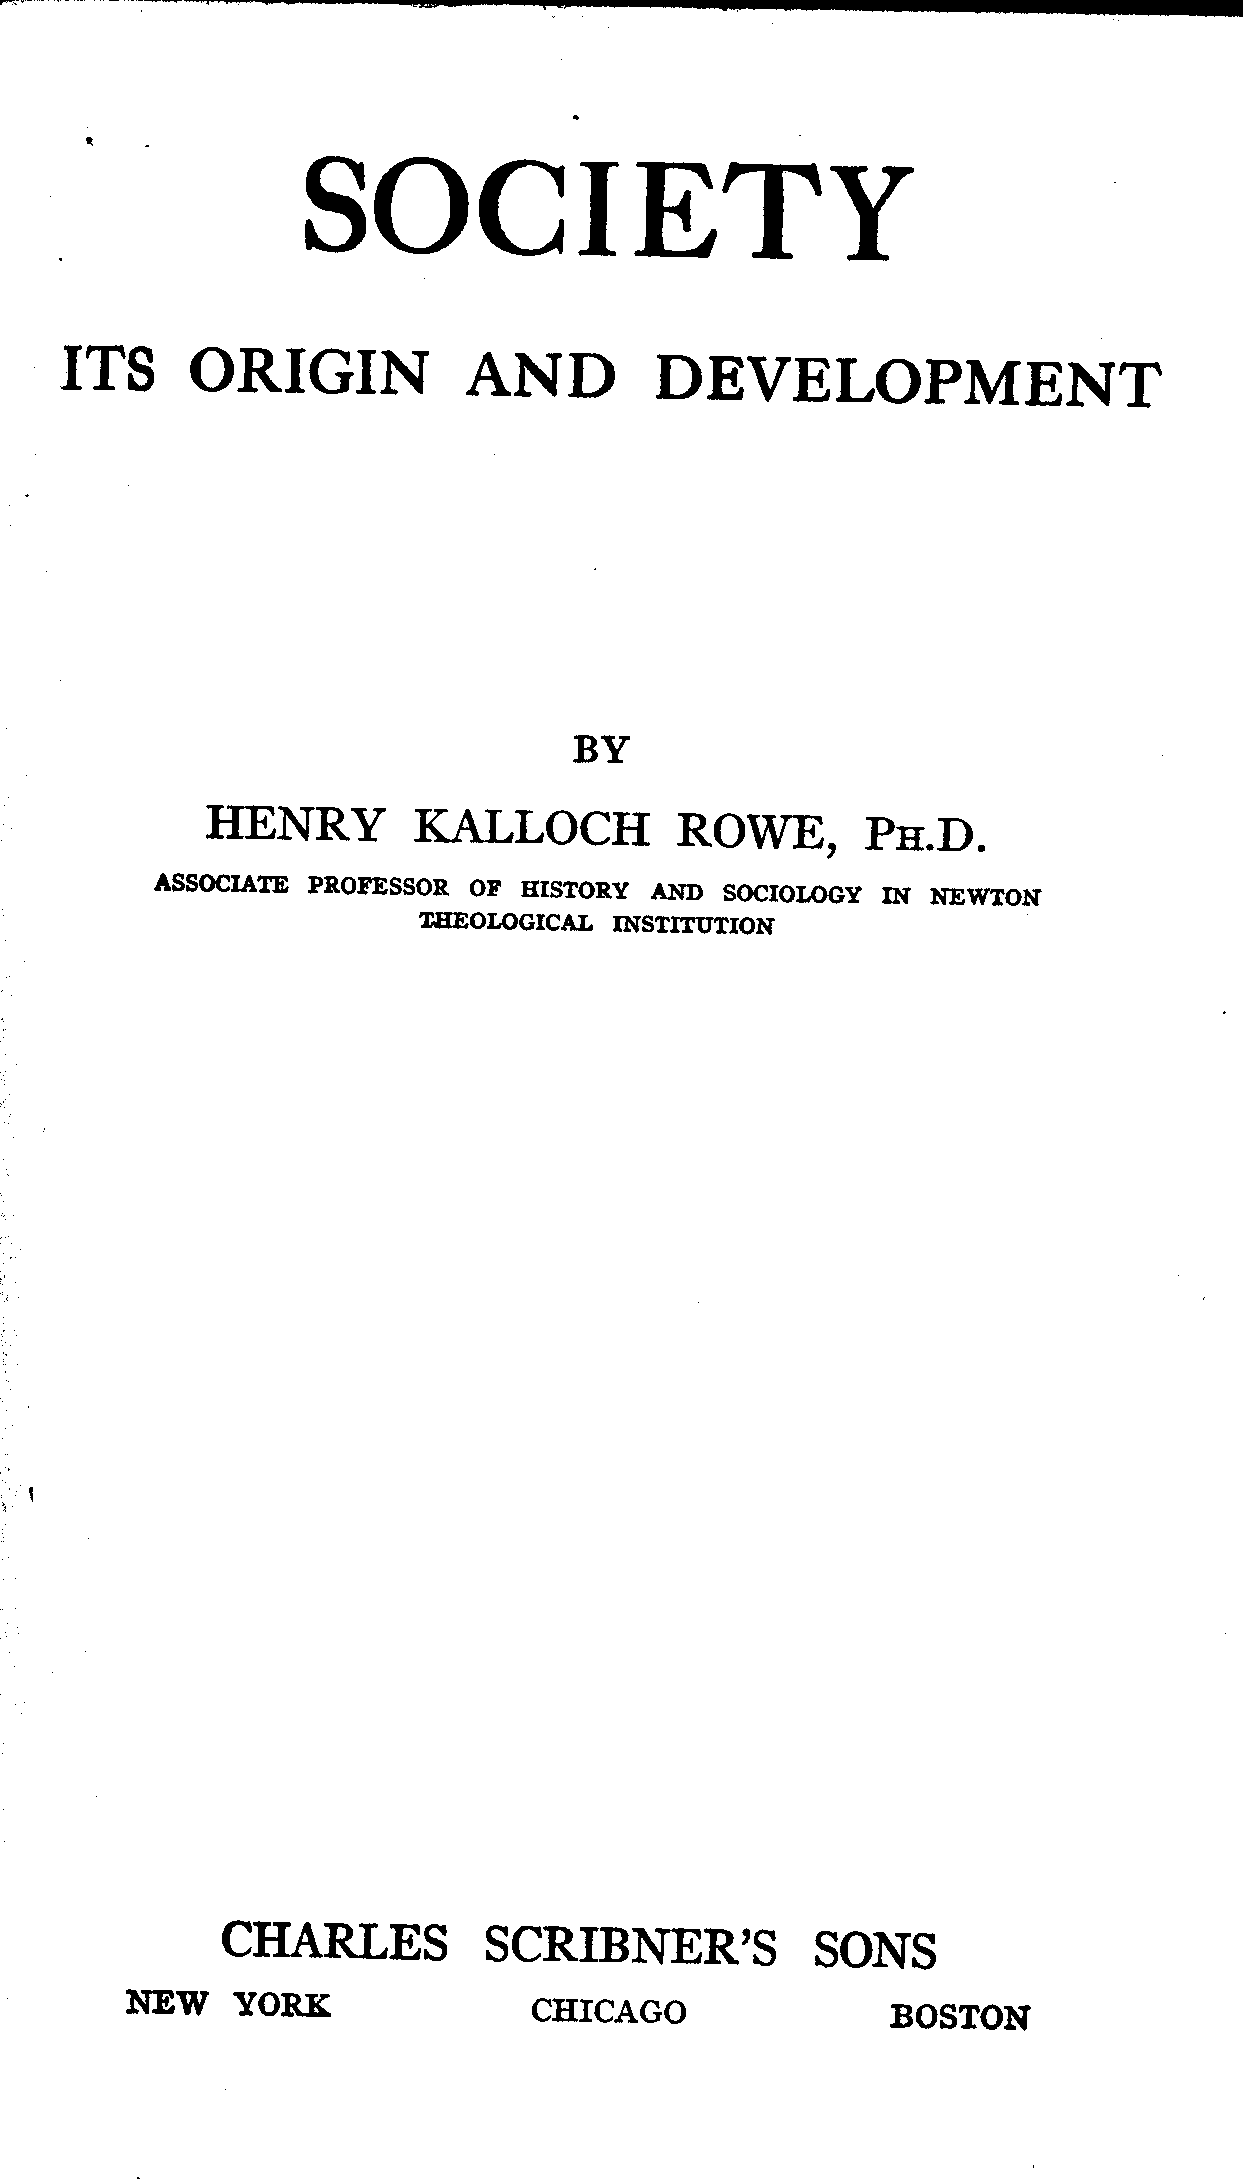 SOCIETY
ITS ORIGIN AND DEVELOPMENT
BY
HENRY KALLOCH ROWE, PH.D.
ASSOCIATE PROFESSOR OF HISTORY AND SOCIOLOGY IN NEWTON
THEOLOGICAL INSTITUTION
CHARLES SCRIBNER'S SONS
NEW YORK CHICAGO BOSTON